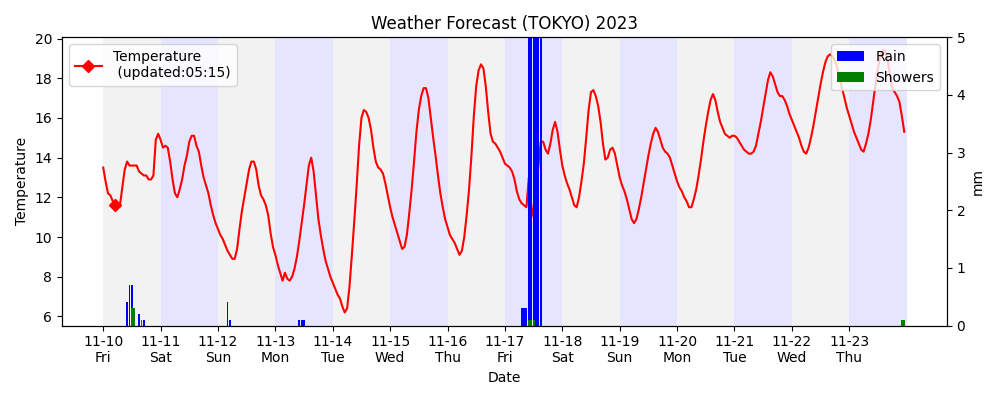 Weather Forecast (TOKYO) 2023
Temperature
(updated:05:15)
Rain
Showers
Temperature
20
18
16
14
12
10
8
6
5
4
3
2
1
0
mm
11-10 11-11 11-12 11-13 11-14 11-15 11-16 11-17 11-18 11-19 11-20 11-21 11-22 11-23
Fri Sat Sun Mon Tue Wed Thu Fri Sat Sun Mon Tue Wed Thu
Date